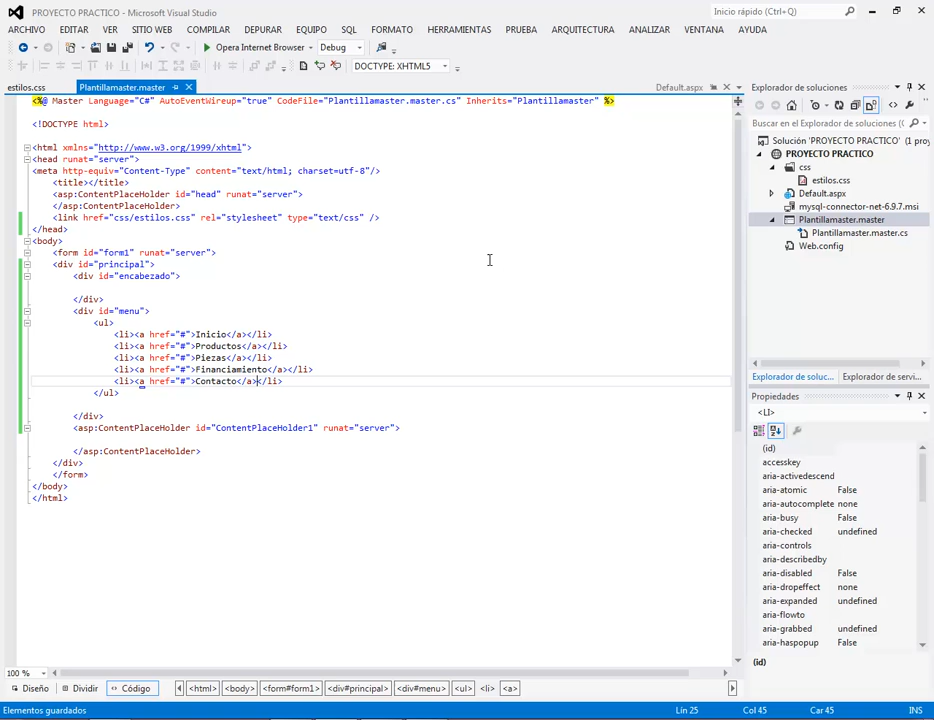 PROYECTO PRACTICO - Microsoft Visual Studio
Inicio rápido (Ctrl+Q)
ARCHIVO EDITAR VER SITIO WEB COMPILAR DEPURAR EQUIPO SQL FORMATO HERRAMIENTAS PRUEBA ARQUITECTURA ANALIZAR VENTANA AYUDA
Opera Internet Browser Debug
DOCTYPE: XHTML5
estilos.css Plantillamaster.master Default.aspx
<%@ Master Language="C#" AutoEventWireup="true" CodeFile="Plantillamaster.master.cs" Inherits="Plantillamaster" %>
<!DOCTYPE html>
<html xmlns="http://www.w3.org/1999/xhtml">
<head runat="server">
<meta http-equiv="Content-Type" content="text/html; charset=utf-8"/>
<title></title>
<asp:ContentPlaceHolder id="head" runat="server">
</asp:ContentPlaceHolder>
<link href="css/estilos.css" rel="stylesheet" type="text/css" />
</head>
<body>
<form id="form1" runat="server">
<div id="principal">
<div id="encabezado">
</div>
<div id="menu">
<ul>
<li><a href="#">Inicio</a></li>
<li><a href="#">Productos</a></li>
<li><a href="#">Piezas</a></li>
<li><a href="#">Financiamiento</a></li>
<li><a href="#">Contacto</a></li>
</ul>
</div>
<asp:ContentPlaceHolder id="ContentPlaceHolder1" runat="server">
</asp:ContentPlaceHolder>
</div>
</form>
</body>
</html>
100 %
Diseño Dividir Código <html> <body> <form#form1> <div#principal> <div#menu> <ul> <li> <a>
Elementos guardados Lín 25 Col 45 Car 45 INS
Explorador de soluciones
Buscar en el Explorador de soluciones
Solución 'PROYECTO PRACTICO' (1 proy
PROYECTO PRACTICO
css
estilos.css
Default.aspx
mysql-connector-net-6.9.7.msi
Plantillamaster.master
Plantillamaster.master.cs
Web.config
Explorador de soluc... Explorador de servi...
Propiedades
<LI>
(id)
accesskey
aria-activedescend
aria-atomic False
aria-autocomplete none
aria-busy False
aria-checked undefined
aria-controls
aria-describedby
aria-disabled False
aria-dropeffect none
aria-expanded undefined
aria-flowto
aria-grabbed undefined
aria-haspopup False
(id)